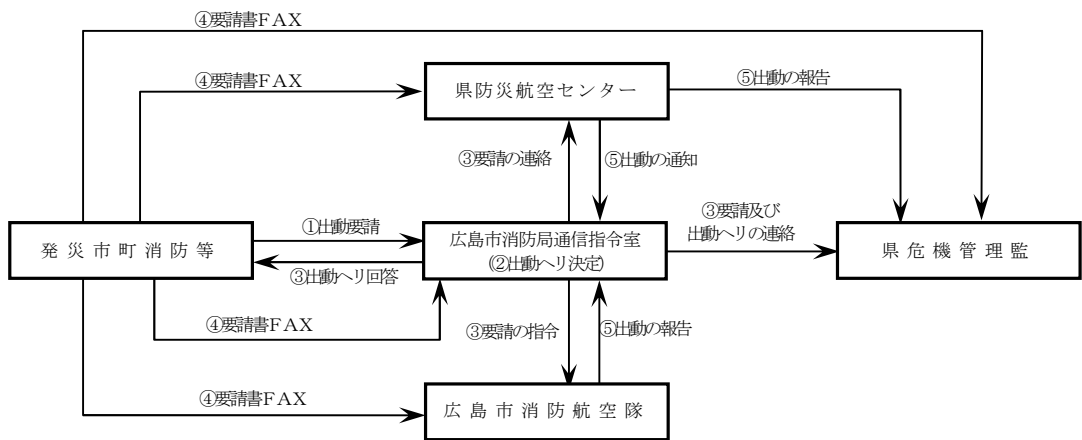 ④要請書FAX
④要請書FAX
県防災航空センター
⑤出動の報告
③要請の連絡
⑤出動の通知
発災市町消防等
①出動要請
③出動ヘリ回答
広島市消防局通信指令室
(②出動ヘリ決定)
③要請及び
出動ヘリの連絡
県危機管理監
④要請書FAX
③要請の指令
⑤出動の報告
④要請書FAX
広島市消防航空隊